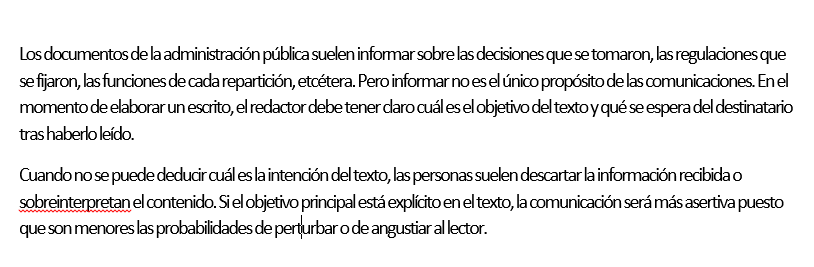 Los documentos de la administración pública suelen informar sobre las decisiones que se tomaron, las regulaciones que
se fijaron, las funciones de cada repartición, etcétera. Pero informar no es el único propósito de las comunicaciones. En el
momento de elaborar un escrito, el redactor debe tener claro cuál es el objetivo del texto y qué se espera del destinatario
tras haberlo leído.
Cuando no se puede deducir cuál es la intención del texto, las personas suelen descartar la información recibida o
sobreinterpretan el contenido. Si el objetivo principal está explícito en el texto, la comunicación será más asertiva puesto
que son menores las probabilidades de perturbar o de angustiar al lector.